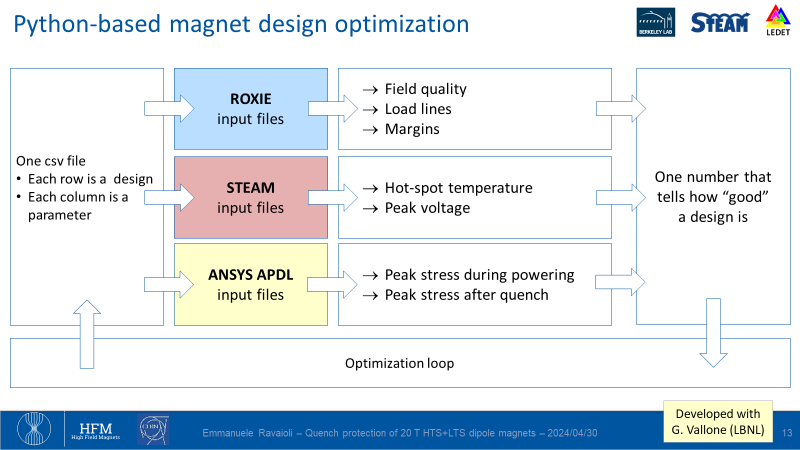 Python-based magnet design optimization
BERKELEY LAB
STEAM
LEDET
One csv file
• Each row is a design
• Each column is a
parameter
ROXIE
input files
→ Field quality
→ Load lines
→ Margins
STEAM
input files
→ Hot-spot temperature
→ Peak voltage
ANSYS APDL
input files
→ Peak stress during powering
→ Peak stress after quench
One number that
tells how “good”
a design is
Optimization loop
Developed with
G. Vallone (LBNL)
HFM
High Field Magnets
CERN
Emmanuele Ravaioli – Quench protection of 20 T HTS+LTS dipole magnets – 2024/04/30
13